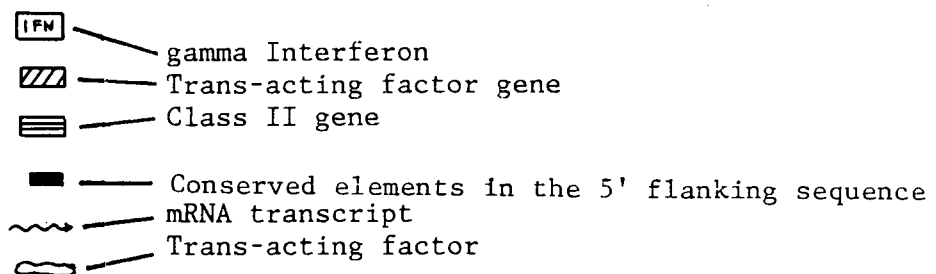 IFN
gamma Interferon
Trans-acting factor gene
Class II gene
Conserved elements in the 5' flanking sequence
mRNA transcript
Trans-acting factor